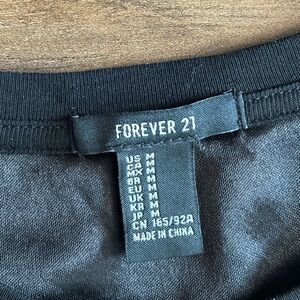 FOREVER 21
US M
CA M
MX M
BR M
EU M
UK M
KR M
JP M
CN 165/92A
MADE IN CHINA